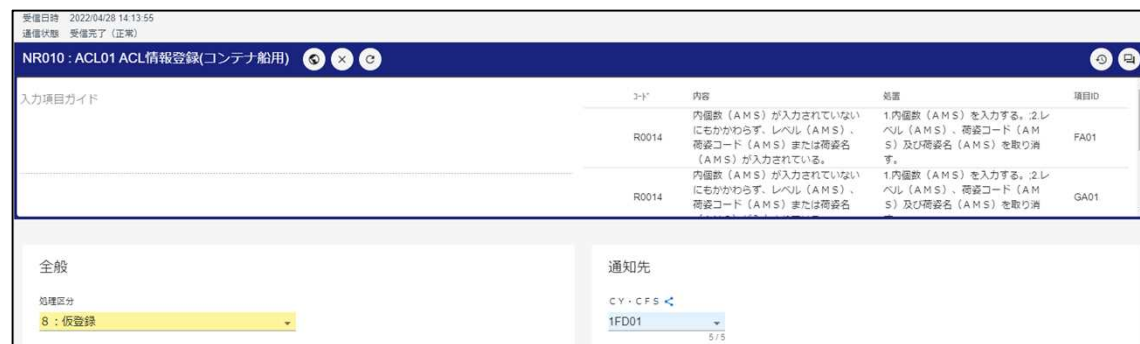 受信日時 2022/04/28 14:13:55
通信状態 受信完了（正常）
NR010 : ACL01 ACL情報登録(コンテナ船用)
入力項目ガイド
ｺｰﾄﾞ 内容 処置 項目ID
内個数（ＡＭＳ）が入力されていない 1.内個数（ＡＭＳ）を入力する。;2.レ
にもかかわらず、レベル（ＡＭＳ）、 ベル（ＡＭＳ）、荷姿コード（ＡＭ
R0014 FA01
荷姿コード（ＡＭＳ）または荷姿名 Ｓ）及び荷姿名（ＡＭＳ）を取り消
（ＡＭＳ）が入力されている。 す。
内個数（ＡＭＳ）が入力されていない 1.内個数（ＡＭＳ）を入力する。;2.レ
にもかかわらず、レベル（ＡＭＳ）、 ベル（ＡＭＳ）、荷姿コード（ＡＭ
R0014 GA01
荷姿コード（ＡＭＳ）または荷姿名 Ｓ）及び荷姿名（ＡＭＳ）を取り消
全般 通知先
処理区分 ＣＹ・ＣＦＳ
8：仮登録 1FD01
5/5